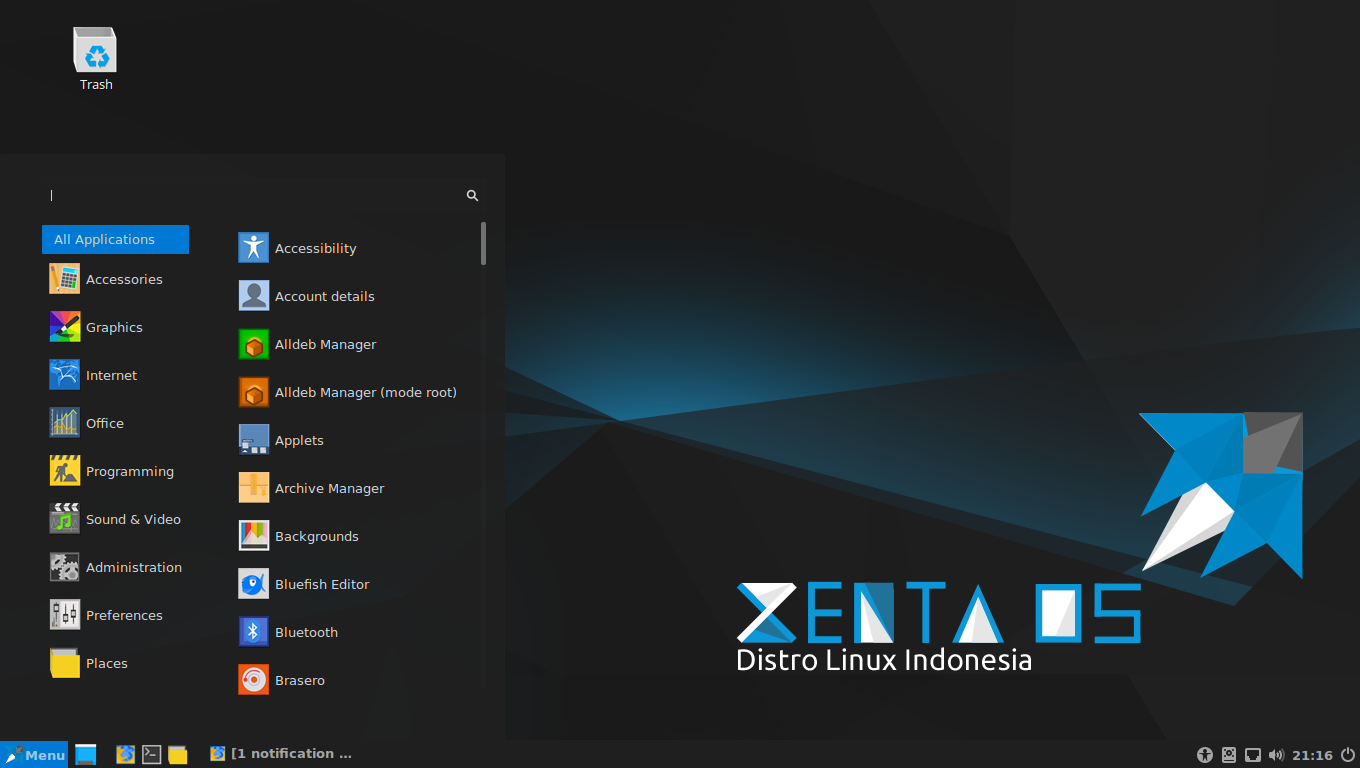 Trash
All Applications
Accessories
Graphics
Internet
Office
Programming
Sound & Video
Administration
Preferences
Places
Accessibility
Account details
Alldeb Manager
Alldeb Manager (mode root)
Applets
Archive Manager
Backgrounds
Bluefish Editor
Bluetooth
Brasero
ZENTA OS
Distro Linux Indonesia
Menu
[1 notification ...
21:16